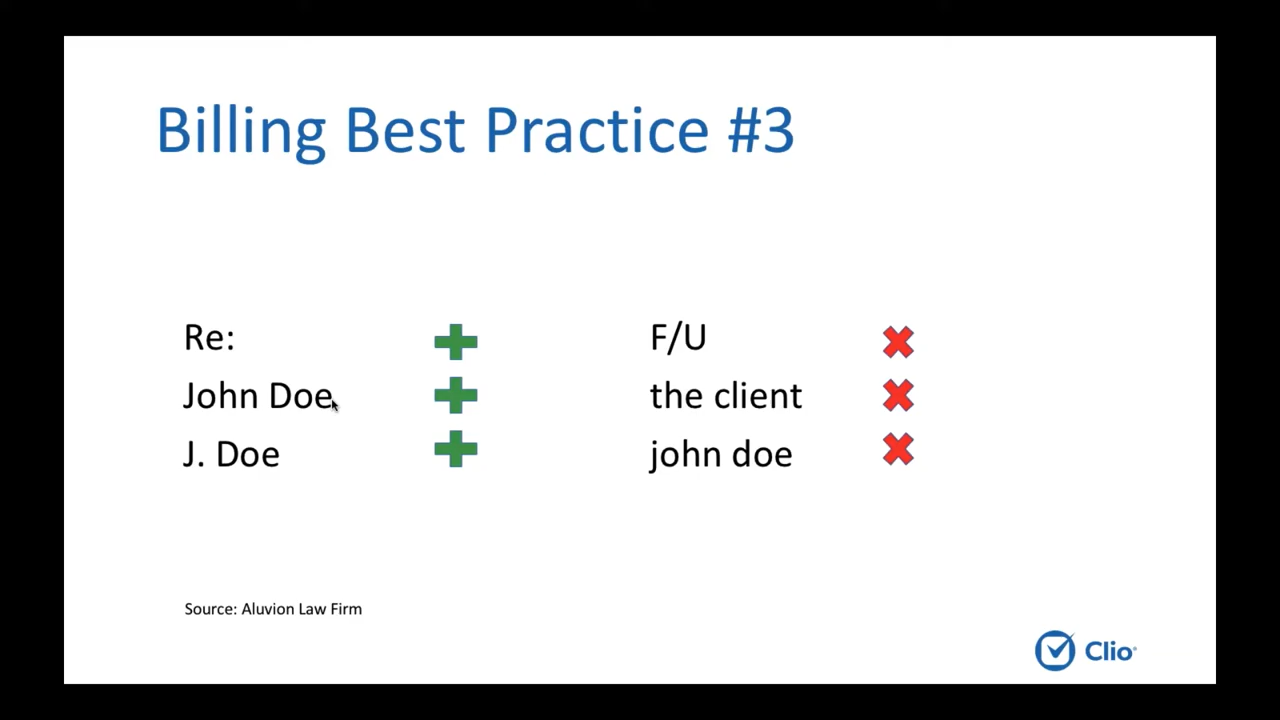 Billing Best Practice #3
Re:
John Doe
J. Doe
F/U
the client
john doe
Source: Aluvion Law Firm
Clio®